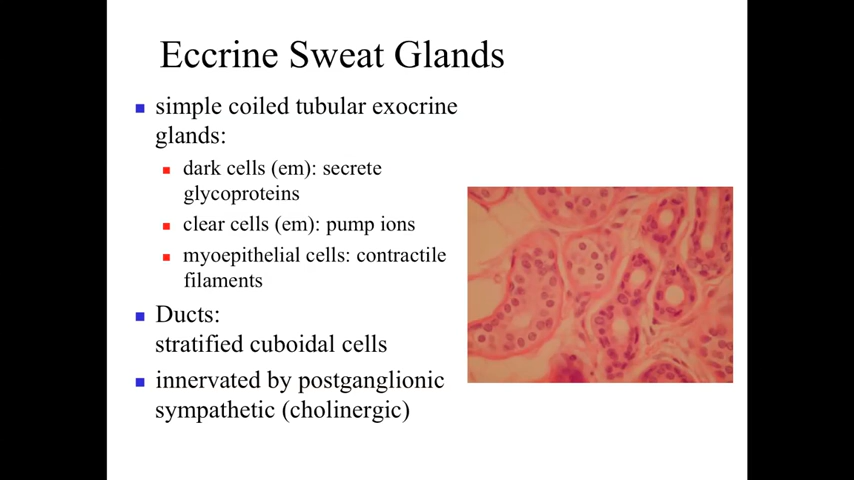 Eccrine Sweat Glands
simple coiled tubular exocrine
glands:
dark cells (em): secrete
glycoproteins
clear cells (em): pump ions
myoepithelial cells: contractile
filaments
Ducts:
stratified cuboidal cells
innervated by postganglionic
sympathetic (cholinergic)